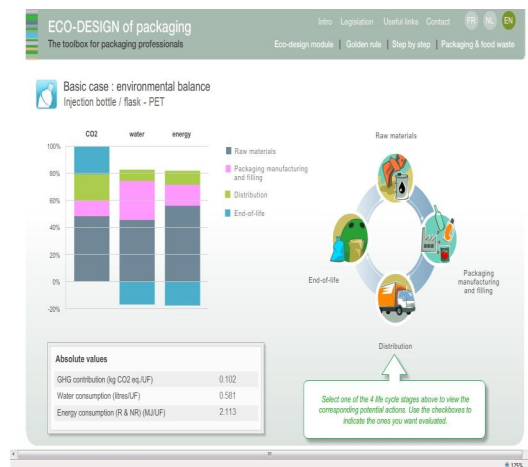 ECO-DESIGN of packaging
The toolbox for packaging professionals
Intro Legislation Useful links Contact FR NL EN
Eco-design module | Golden rule | Step by step | Packaging & food waste
Basic case : environmental balance
Injection bottle / flask - PET
CO2 water energy
100%
80%
60%
40%
20%
0%
-20%
Raw materials
Packaging manufacturing
and filling
Distribution
End-of-life
Raw materials
Packaging
manufacturing
and filling
Distribution
End-of-life
Absolute values
GHG contribution (kg CO2 eq./UF) 0.102
Water consumption (litres/UF) 0.581
Energy consumption (R & NR) (MJ/UF) 2.113
Select one of the 4 life cycle stages above to view the
corresponding potential actions. Use the checkboxes to
indicate the ones you want evaluated.
125%